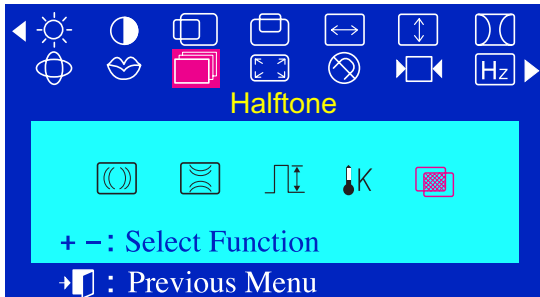 Hz
Halftone
K
+ −: Select Function
: Previous Menu